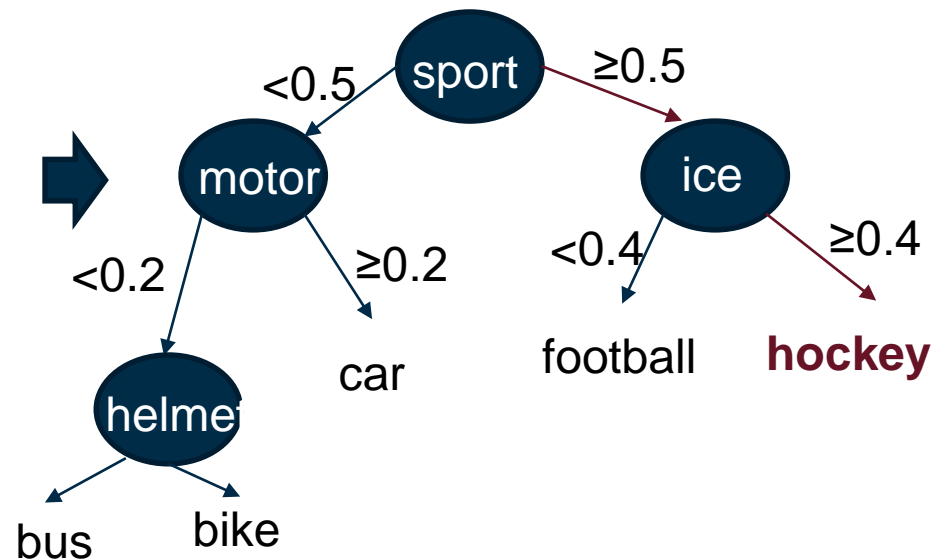 sport
<0.5
≥0.5
motor
ice
<0.2
≥0.2
<0.4
≥0.4
car
football
hockey
helmet
bus
bike